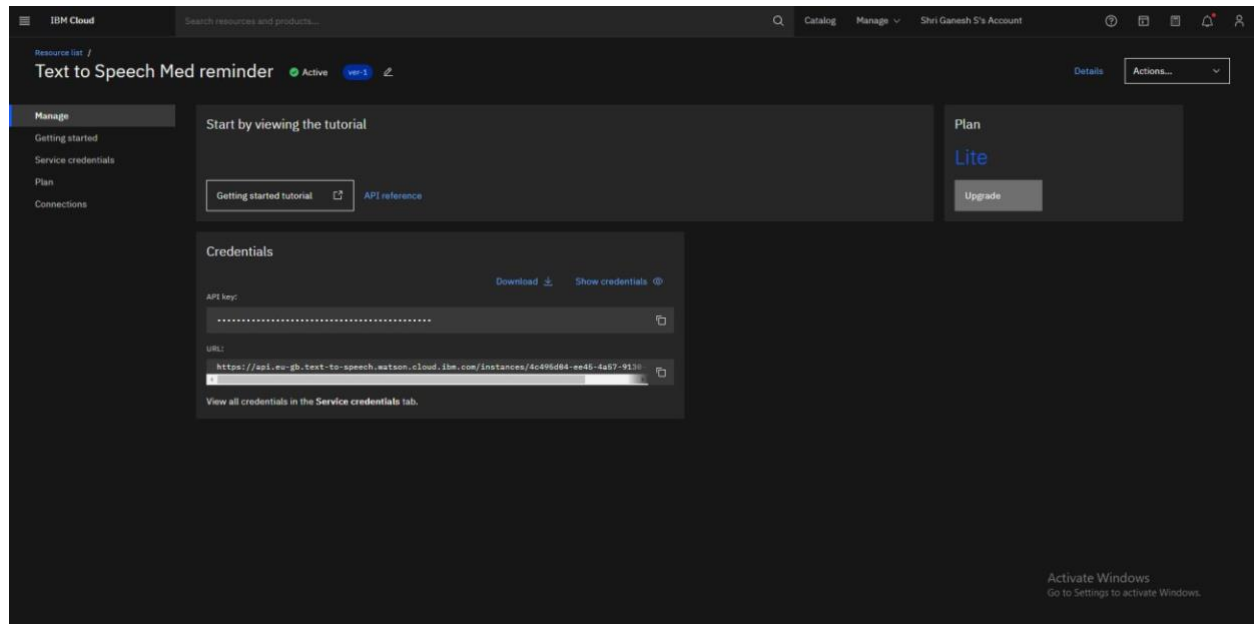 IBM Cloud
Search resources and products...
Catalog
Manage
Shri Ganesh S's Account
Resource list /
Text to Speech Med reminder
Active
ver-1
Details
Actions...
Manage
Getting started
Service credentials
Plan
Connections
Start by viewing the tutorial
Getting started tutorial
API reference
Plan
Lite
Upgrade
Credentials
Download
Show credentials
API key:
............................................
URL:
https://api.eu-gb.text-to-speech.watson.cloud.ibm.com/instances/4c495d04-ee45-4a67-9130-
View all credentials in the Service credentials tab.
Activate Windows
Go to Settings to activate Windows.